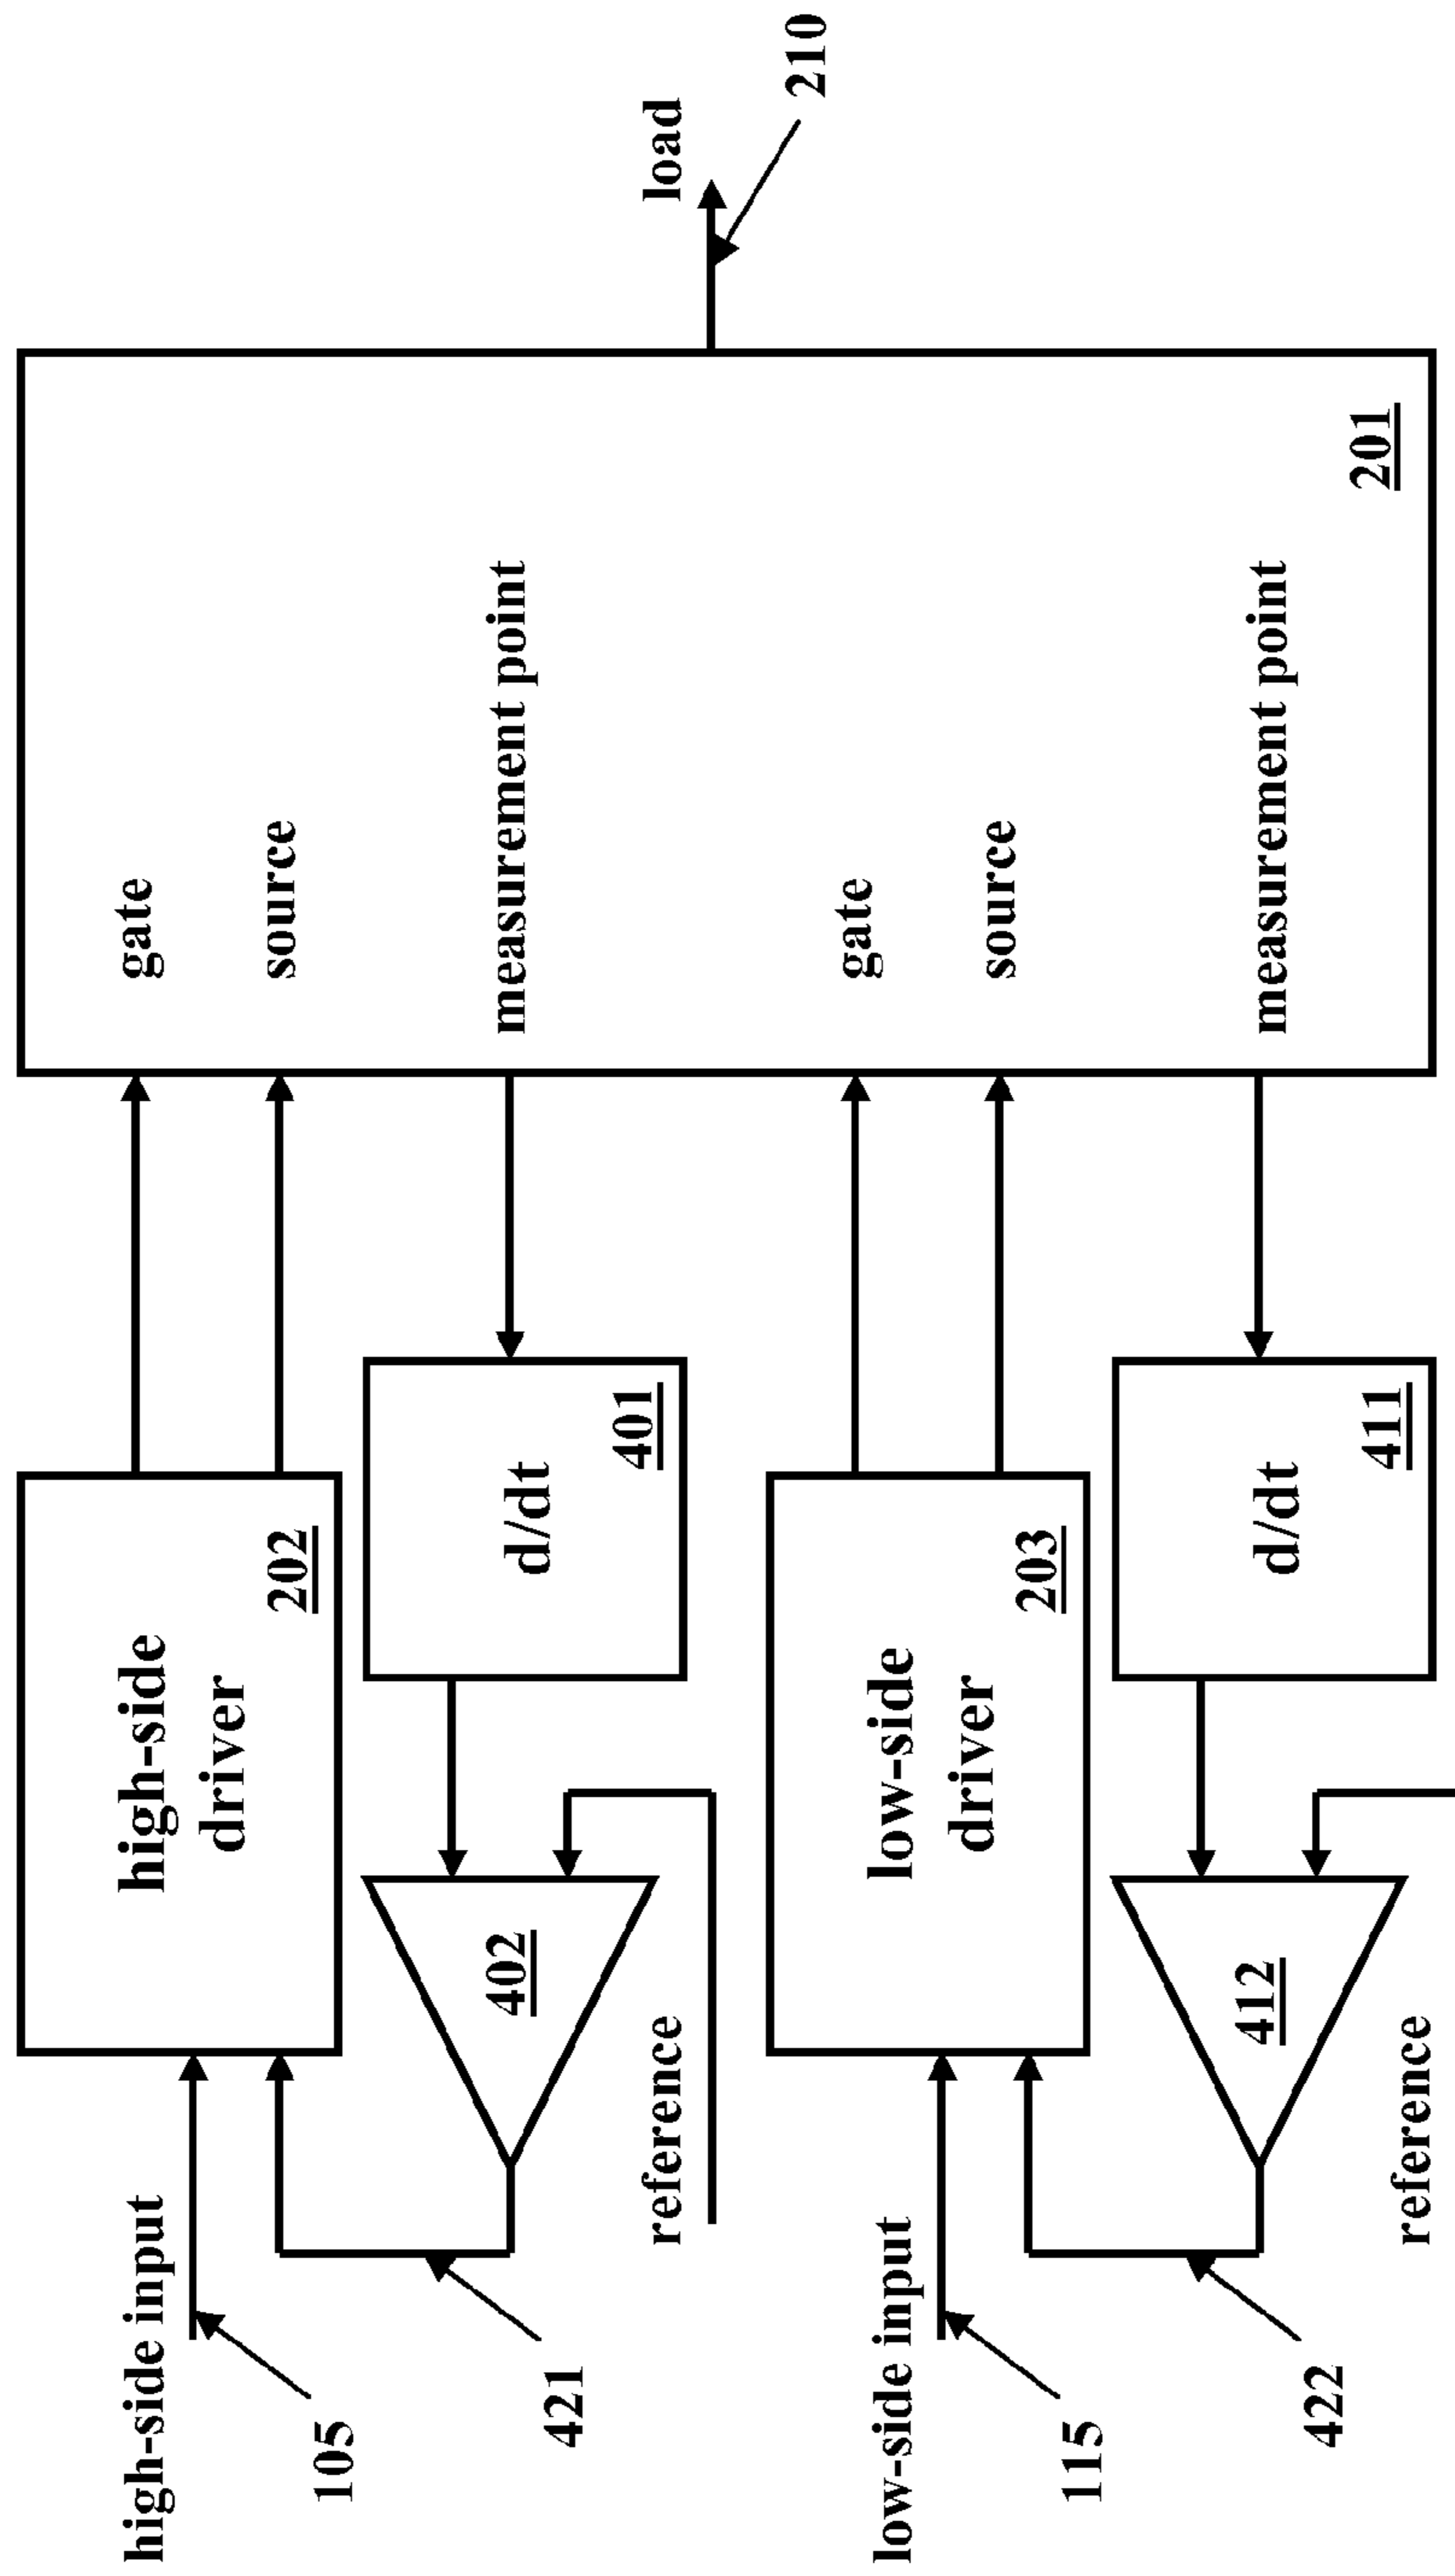 high-side input
105
421
high-side
driver
202
402
reference
d/dt
401
gate
source
measurement point
low-side input
115
422
low-side
driver
203
412
reference
d/dt
411
gate
source
measurement point
201
load
210